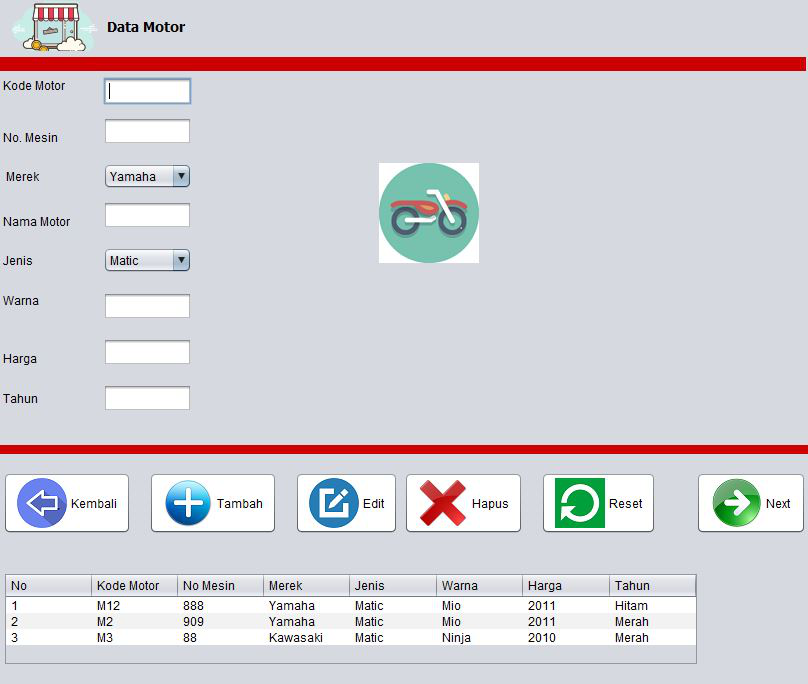 Data Motor
Kode Motor
No. Mesin
Merek Yamaha
Nama Motor
Jenis Matic
Warna
Harga
Tahun
Kembali Tambah Edit Hapus Reset Next
No Kode Motor No Mesin Merek Jenis Warna Harga Tahun
1 M12 888 Yamaha Matic Mio 2011 Hitam
2 M2 909 Yamaha Matic Mio 2011 Merah
3 M3 88 Kawasaki Matic Ninja 2010 Merah